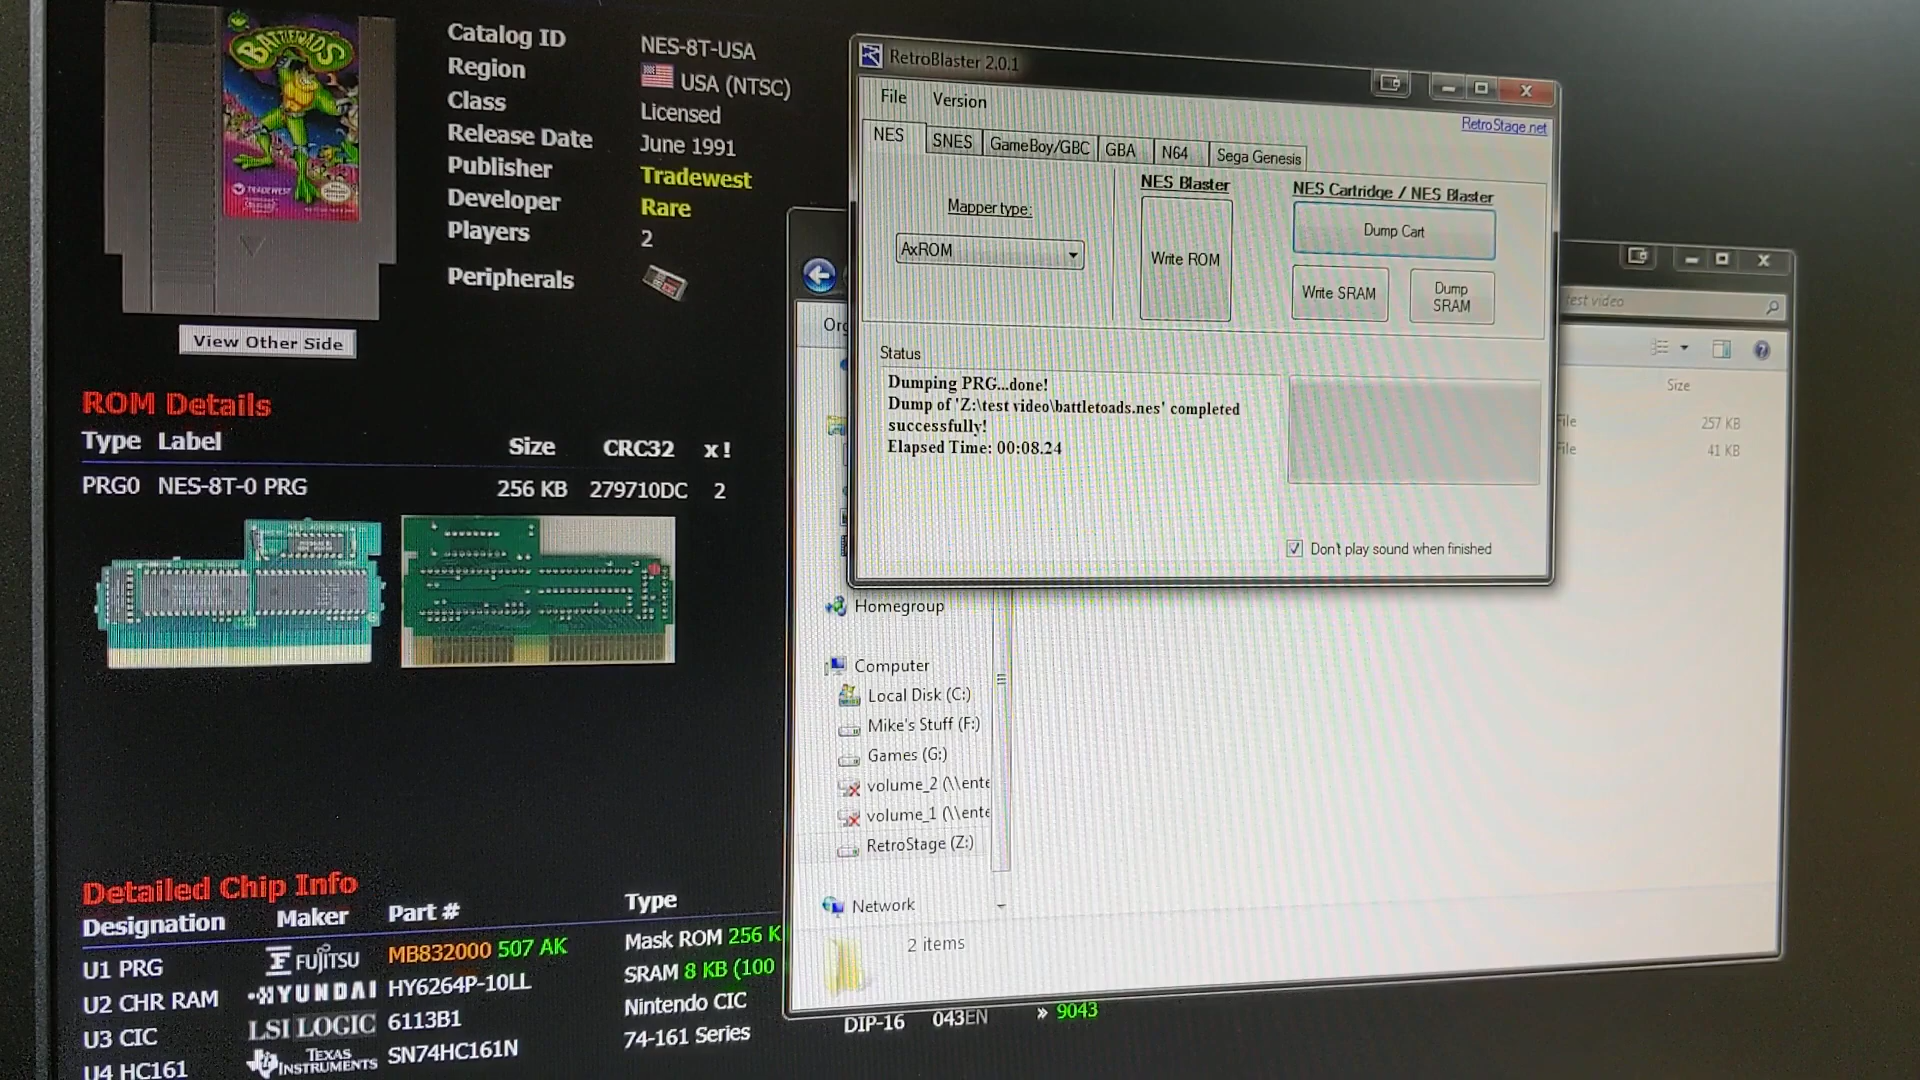 BATTLETOADS
TRADEWEST
View Other Side
Catalog ID NES-8T-USA
Region USA (NTSC)
Class Licensed
Release Date June 1991
Publisher Tradewest
Developer Rare
Players 2
Peripherals
ROM Details
Type Label Size CRC32 x !
PRG0 NES-8T-0 PRG 256 KB 279710DC 2
Detailed Chip Info
Designation Maker Part # Type
U1 PRG FUJITSU MB832000 507 AK Mask ROM 256 K
U2 CHR RAM HYUNDAI HY6264P-10LL SRAM 8 KB (100
U3 CIC LSI LOGIC 6113B1 Nintendo CIC
U4 HC161 TEXAS INSTRUMENTS SN74HC161N 74-161 Series DIP-16 043EN » 9043
RetroBlaster 2.0.1
File Version
RetroStage.net
NES SNES GameBoy/GBC GBA N64 Sega Genesis
Mapper type:
AxROM
NES Blaster
Write ROM
NES Cartridge / NES Blaster
Dump Cart
Write SRAM
Dump
SRAM
Status
Dumping PRG...done!
Dump of 'Z:\test video\battletoads.nes' completed
successfully!
Elapsed Time: 00:08.24
Don't play sound when finished
test video
Org
Size
File 257 KB
File 41 KB
Homegroup
Computer
Local Disk (C:)
Mike's Stuff (F:)
Games (G:)
volume_2 (\\ente
volume_1 (\\ente
RetroStage (Z:)
Network
2 items